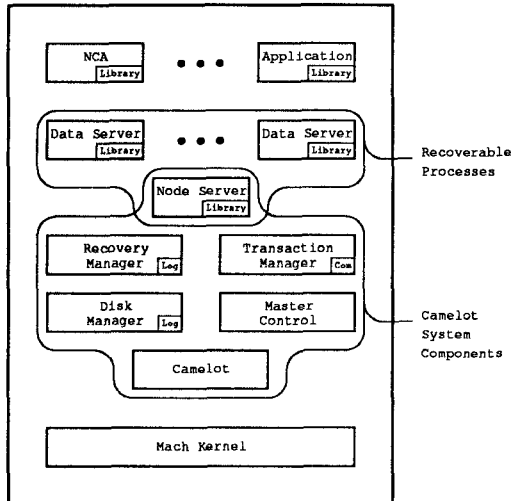 NCA
Library
Application
Library
Data Server
Library
Data Server
Library
Recoverable
Processes
Node Server
Library
Recovery
Manager
Log
Transaction
Manager
Com
Disk
Manager
Log
Master
Control
Camelot
System
Components
Camelot
Mach Kernel